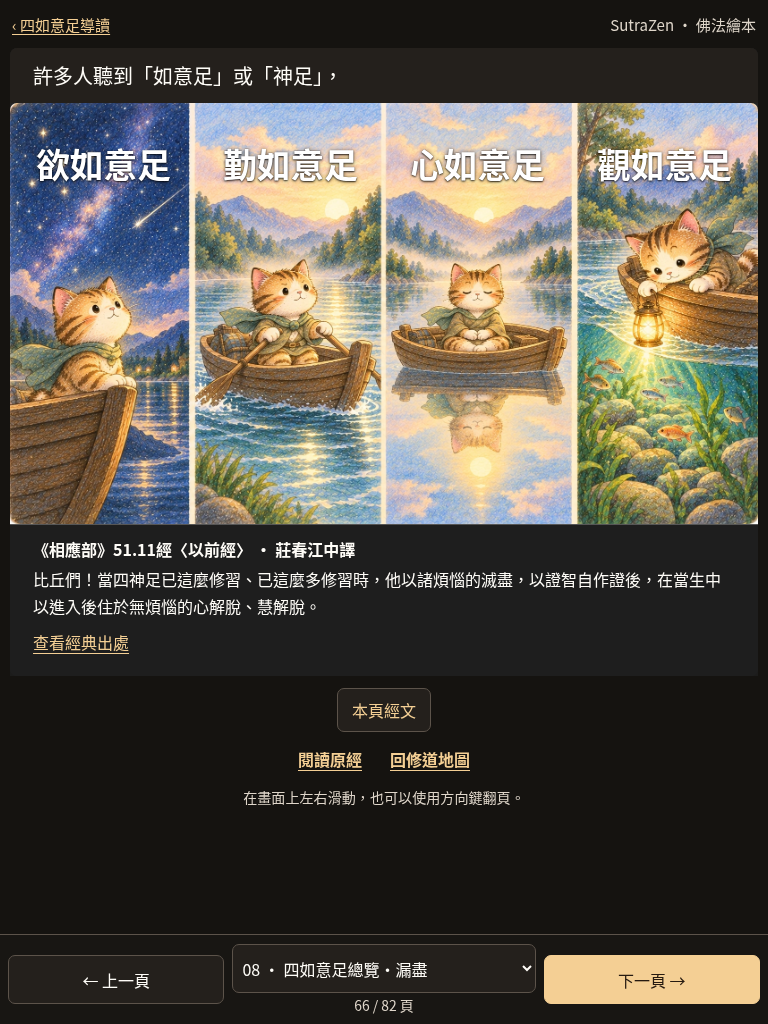 ‹ 四如意足導讀
SutraZen · 佛法繪本
許多人聽到「如意足」或「神足」，
欲如意足
勤如意足
心如意足
觀如意足
《相應部》51.11經〈以前經〉 · 莊春江中譯
比丘們！當四神足已這麼修習、已這麼多修習時，他以諸煩惱的滅盡，以證智自作證後，在當生中
以進入後住於無煩惱的心解脫、慧解脫。
查看經典出處
本頁經文
閱讀原經
回修道地圖
在畫面上左右滑動，也可以使用方向鍵翻頁。
← 上一頁
08 · 四如意足總覽・漏盡
下一頁 →
66 / 82 頁